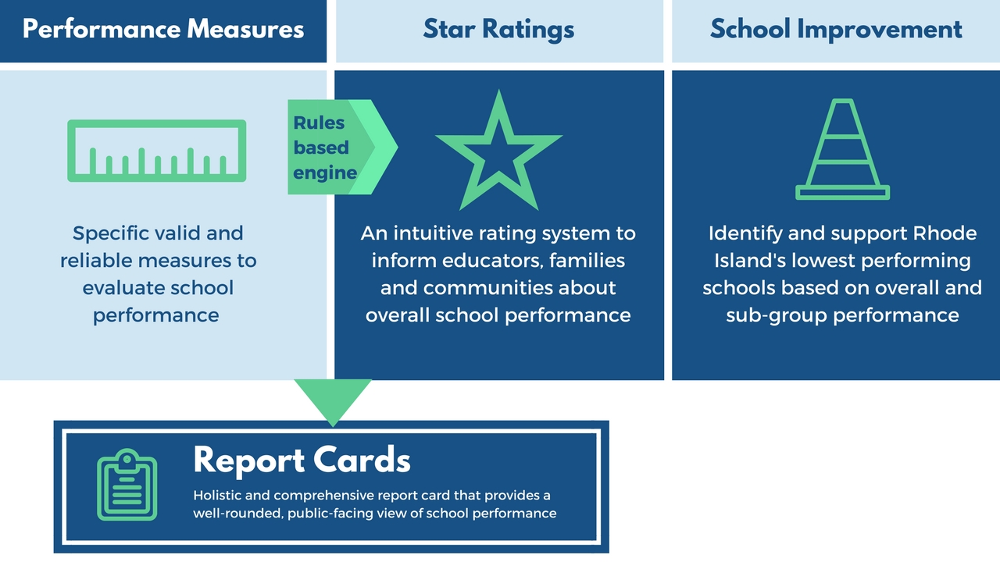 Performance Measures
Star Ratings
School Improvement
Rules
based
engine
Specific valid and
reliable measures to
evaluate school
performance
An intuitive rating system to
inform educators, families
and communities about
overall school performance
Identify and support Rhode
Island's lowest performing
schools based on overall and
sub-group performance
Report Cards
Holistic and comprehensive report card that provides a
well-rounded, public-facing view of school performance